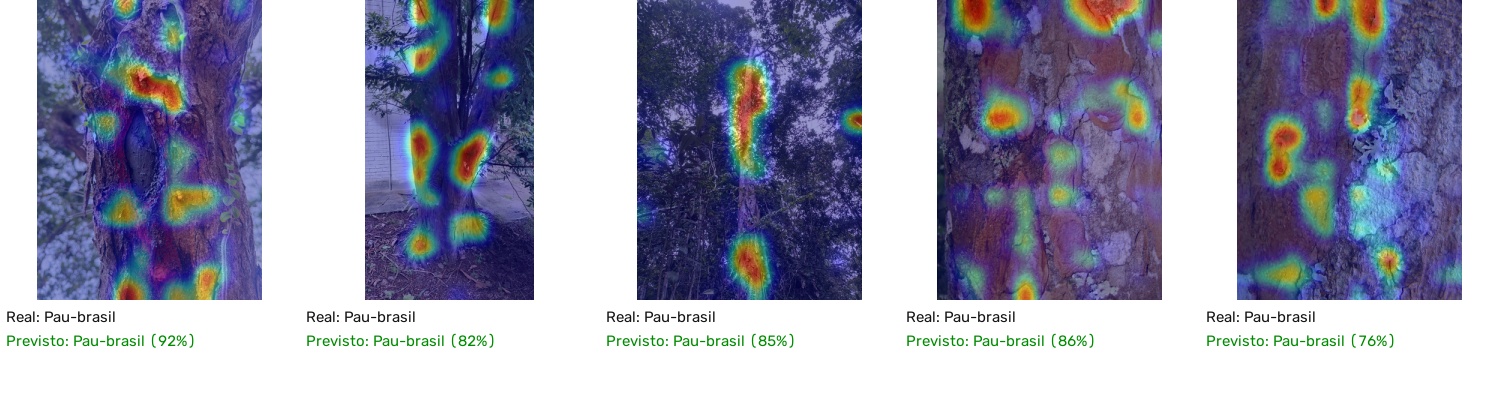 Real: Pau-brasil
Previsto: Pau-brasil (92%)
Real: Pau-brasil
Previsto: Pau-brasil (82%)
Real: Pau-brasil
Previsto: Pau-brasil (85%)
Real: Pau-brasil
Previsto: Pau-brasil (86%)
Real: Pau-brasil
Previsto: Pau-brasil (76%)